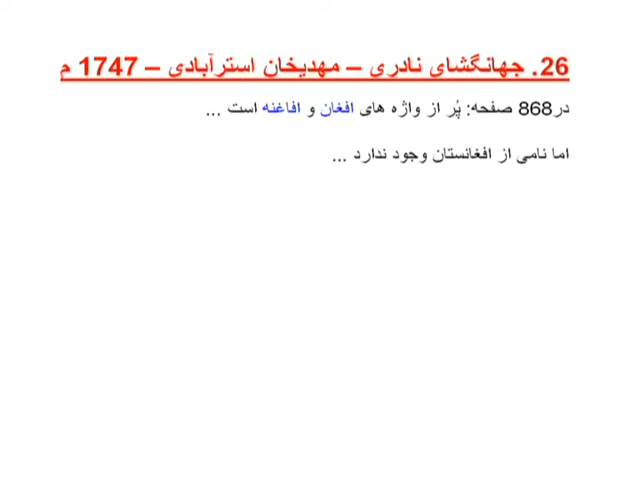 26. جهانگشای نادری – مهدیخان استرآبادی – 1747 م
در868 صفحه: پُر از واژه های افغان و افاغنه است ...
اما نامی از افغانستان وجود ندارد ...